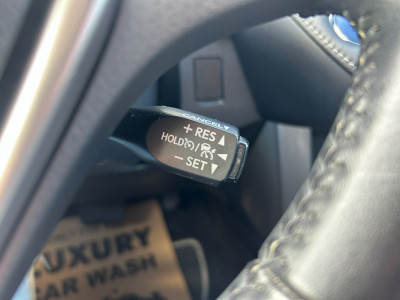 CANCEL
+ RES ▲
HOLD /
− SET ▼
LUXURY
CAR WASH